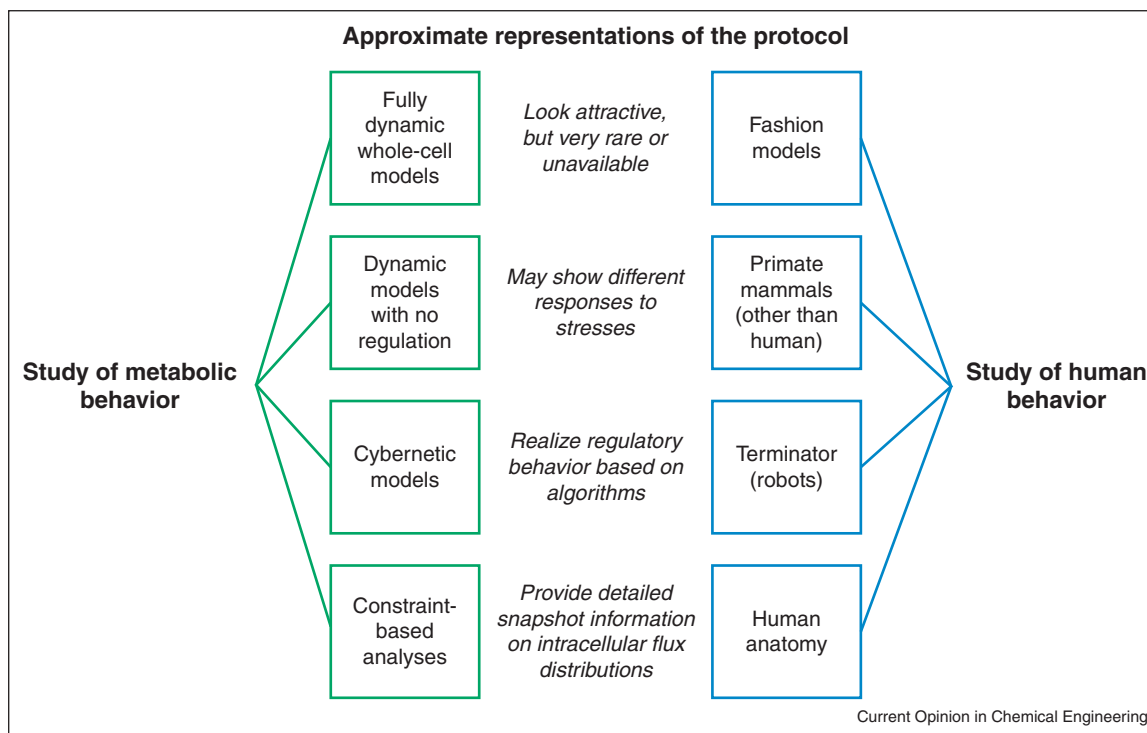 Approximate representations of the protocol
Fully
dynamic
whole-cell
models
Look attractive,
but very rare or
unavailable
Fashion
models
Dynamic
models
with no
regulation
May show different
responses to
stresses
Primate
mammals
(other than
human)
Study of metabolic
behavior
Study of human
behavior
Cybernetic
models
Realize regulatory
behavior based on
algorithms
Terminator
(robots)
Constraint-
based
analyses
Provide detailed
snapshot information
on intracellular flux
distributions
Human
anatomy
Current Opinion in Chemical Engineering